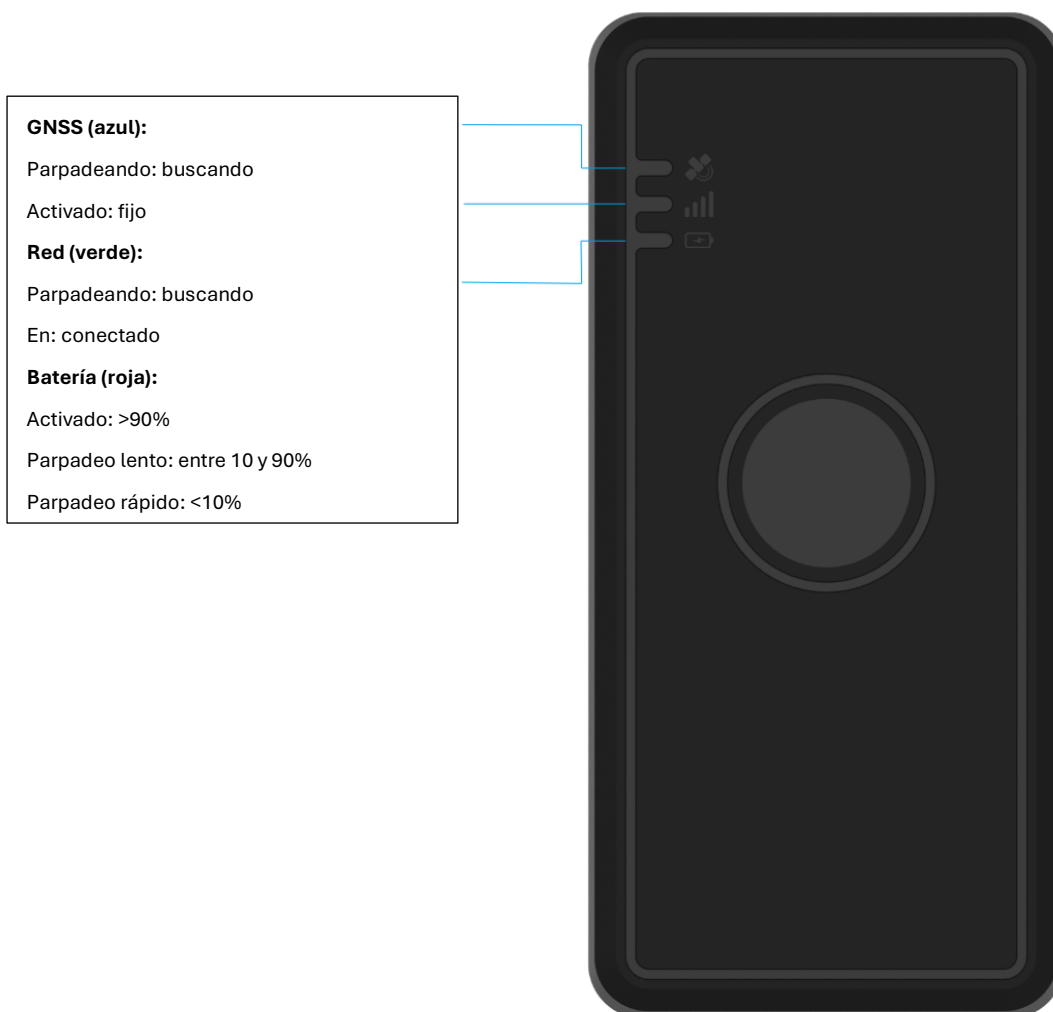 GNSS (azul):
Parpadeando: buscando
Activado: fijo
Red (verde):
Parpadeando: buscando
En: conectado
Batería (roja):
Activado: >90%
Parpadeo lento: entre 10 y 90%
Parpadeo rápido: <10%